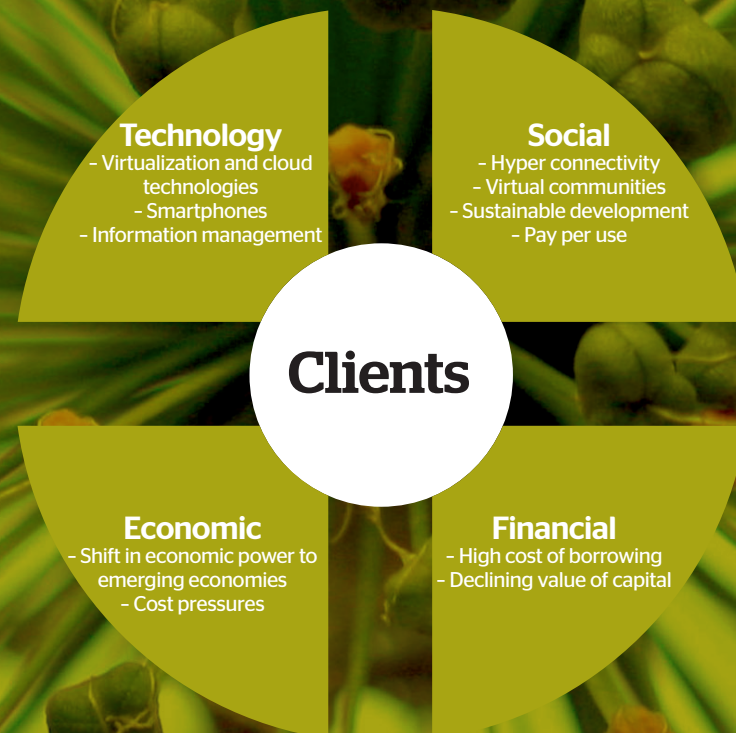 Technology
– Virtualization and cloud
technologies
– Smartphones
– Information management
Social
– Hyper connectivity
– Virtual communities
– Sustainable development
– Pay per use
Clients
Economic
– Shift in economic power to
emerging economies
– Cost pressures
Financial
– High cost of borrowing
– Declining value of capital